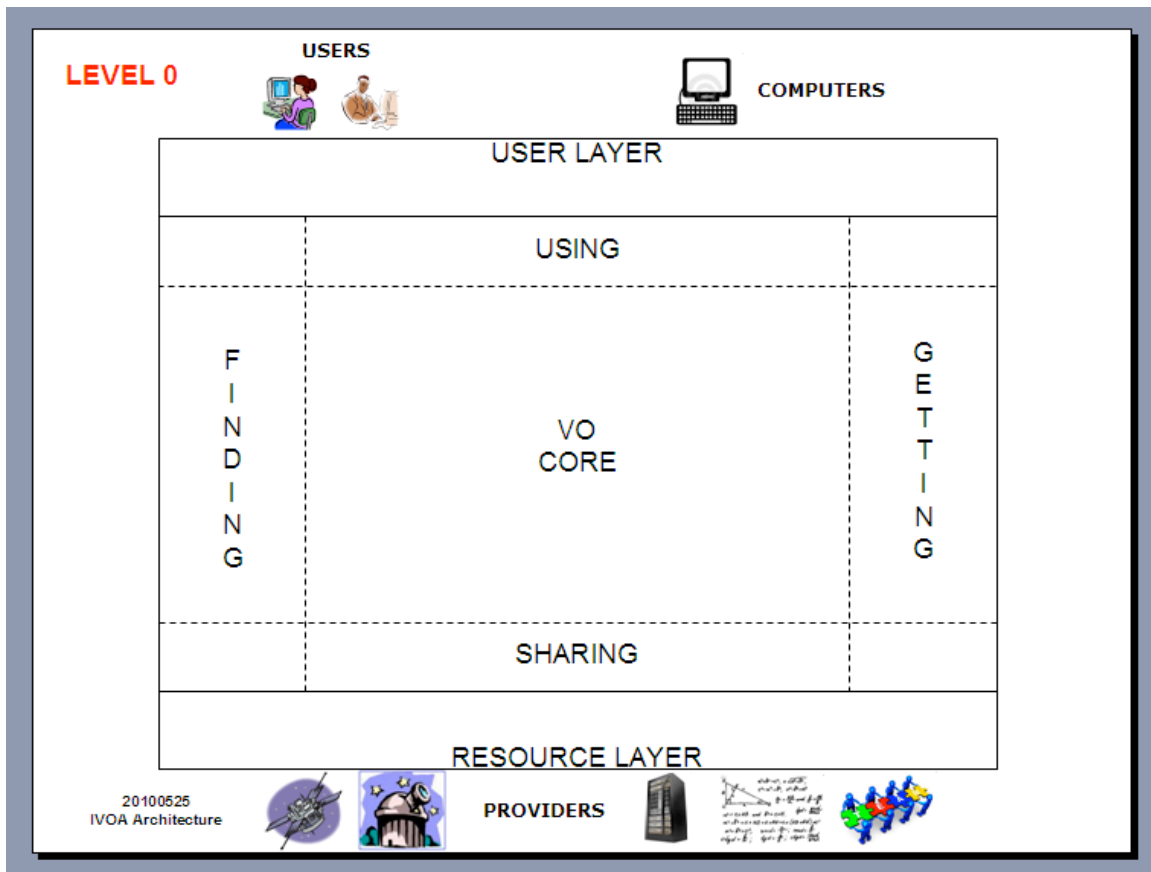 LEVEL 0
USERS
COMPUTERS
USER LAYER
USING
FINDING
VO
CORE
GETTING
SHARING
RESOURCE LAYER
20100525
IVOA Architecture
PROVIDERS